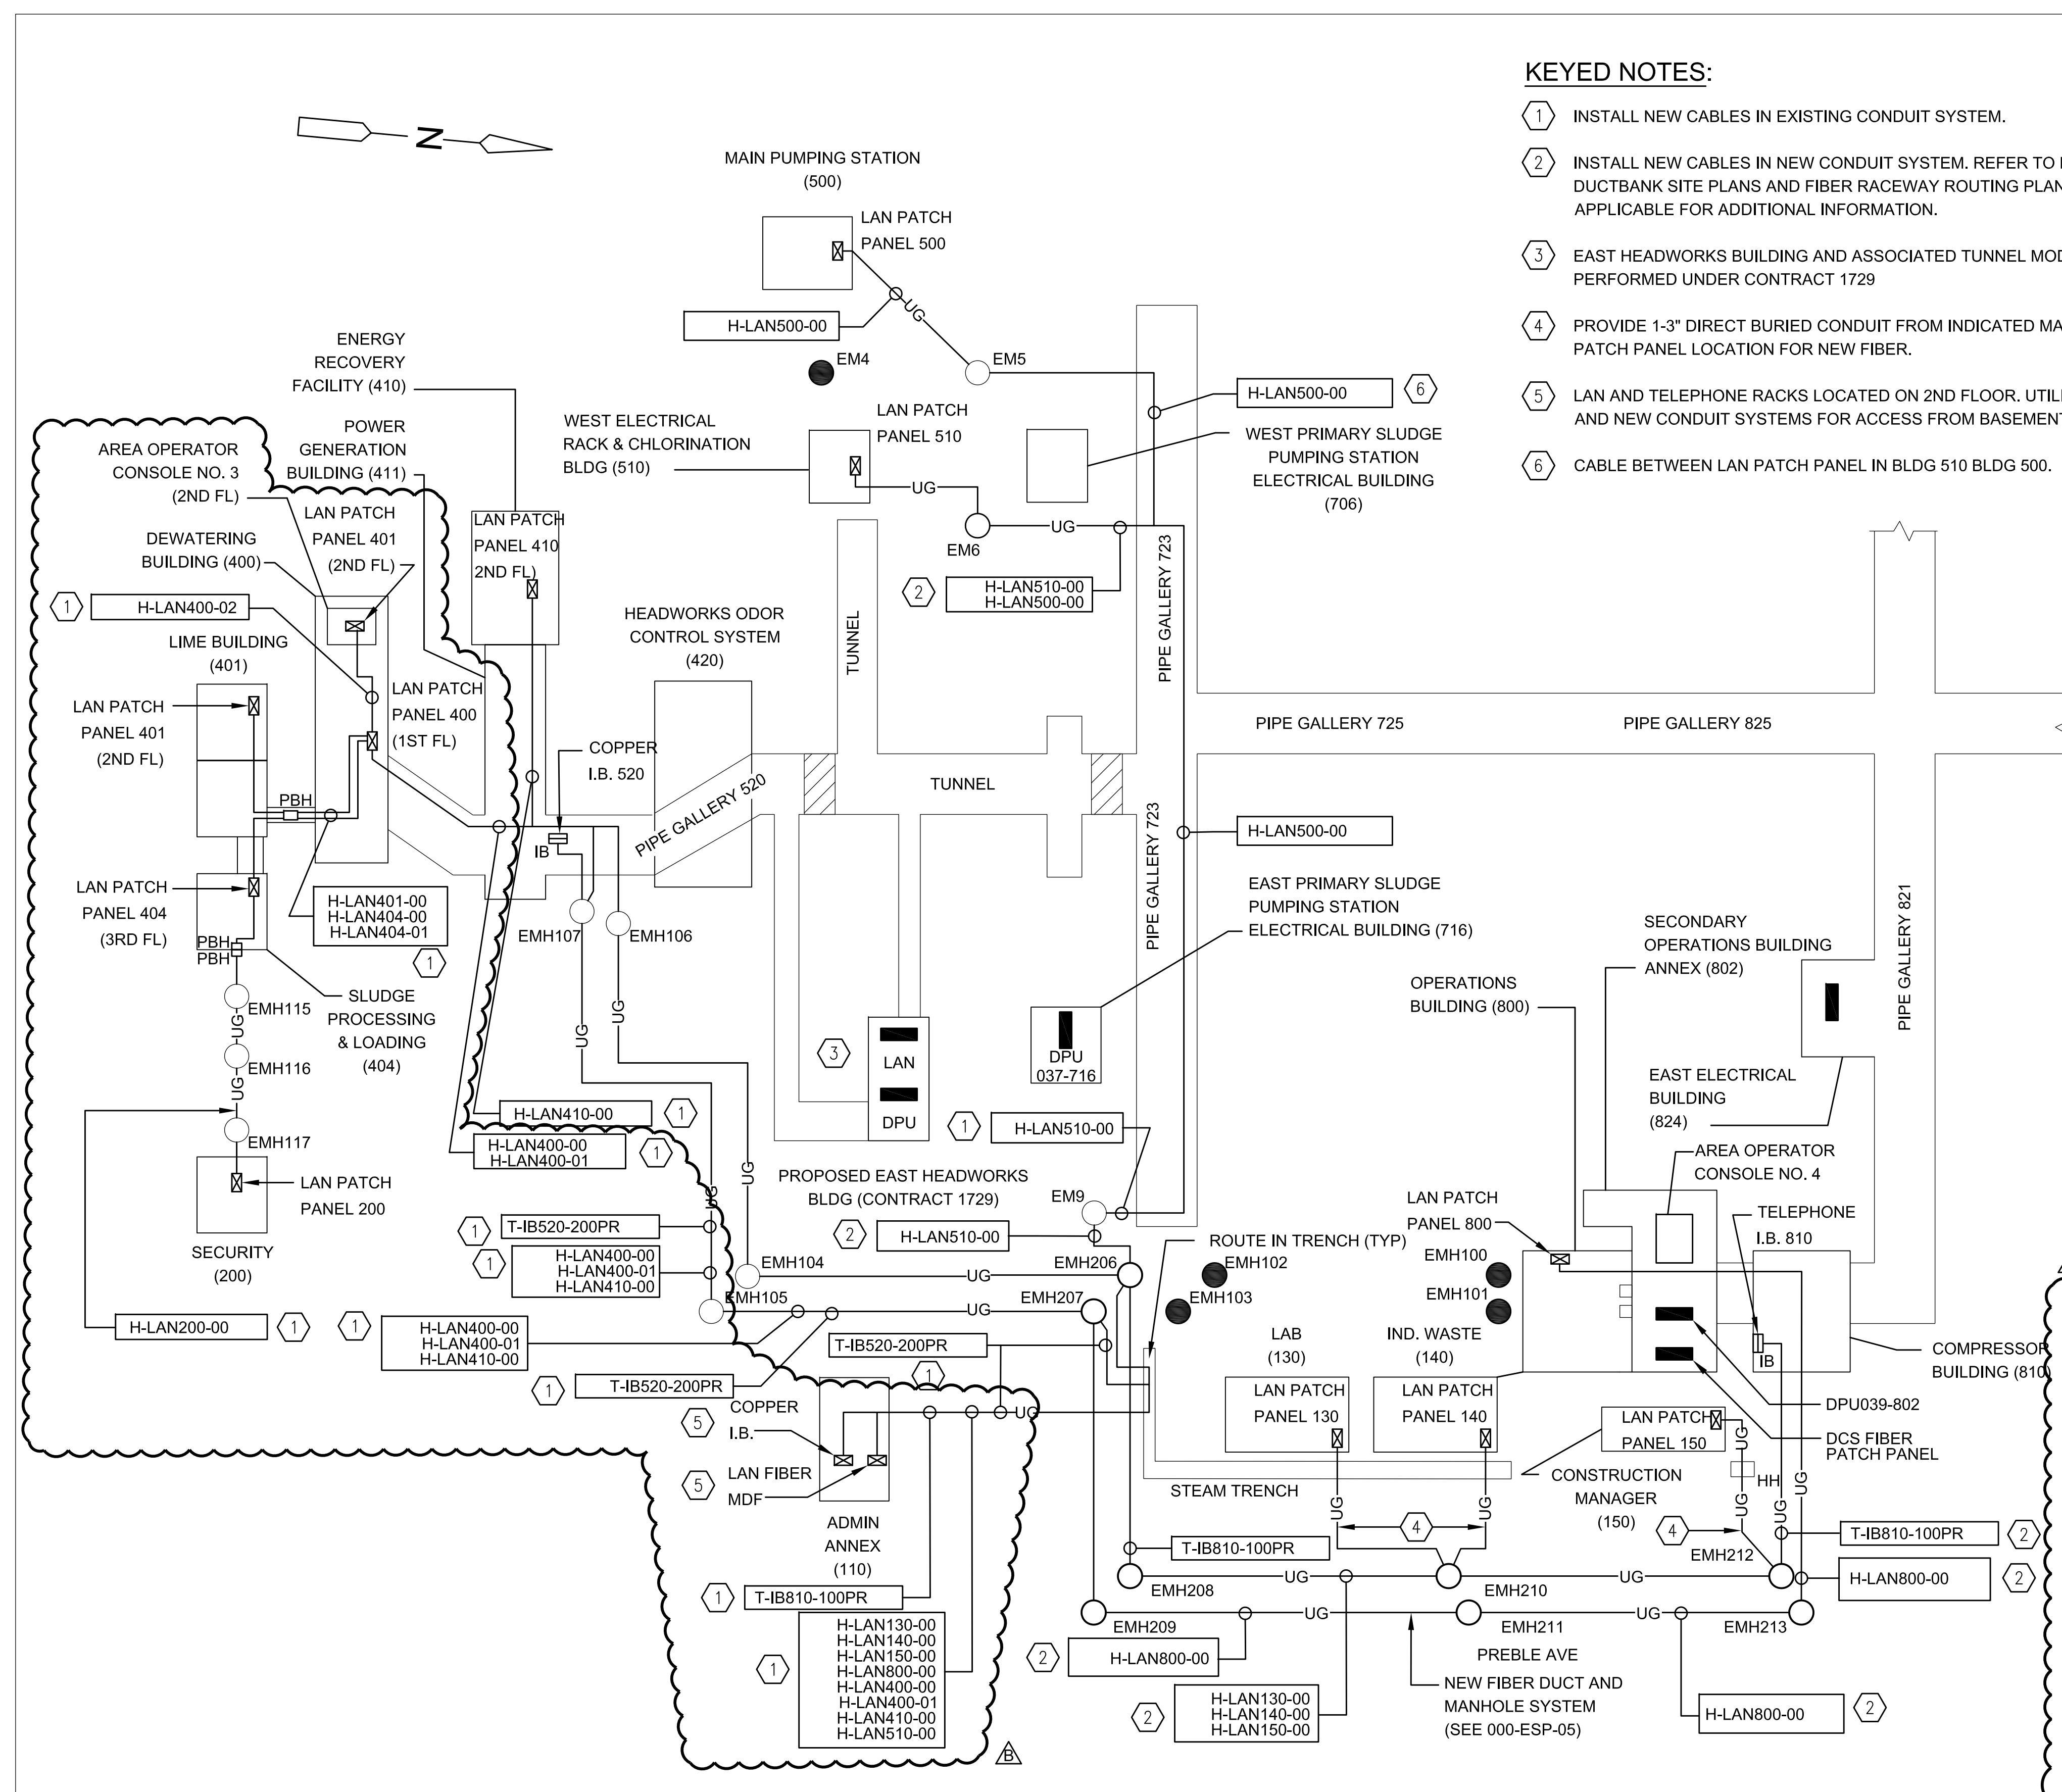 KEYED NOTES:
1 INSTALL NEW CABLES IN EXISTING CONDUIT SYSTEM.
2 INSTALL NEW CABLES IN NEW CONDUIT SYSTEM. REFER TO
DUCTBANK SITE PLANS AND FIBER RACEWAY ROUTING PLAN
APPLICABLE FOR ADDITIONAL INFORMATION.
3 EAST HEADWORKS BUILDING AND ASSOCIATED TUNNEL MOD
PERFORMED UNDER CONTRACT 1729
4 PROVIDE 1-3" DIRECT BURIED CONDUIT FROM INDICATED MA
PATCH PANEL LOCATION FOR NEW FIBER.
5 LAN AND TELEPHONE RACKS LOCATED ON 2ND FLOOR. UTIL
AND NEW CONDUIT SYSTEMS FOR ACCESS FROM BASEMENT
6 CABLE BETWEEN LAN PATCH PANEL IN BLDG 510 BLDG 500.
N
MAIN PUMPING STATION
(500)
LAN PATCH
PANEL 500
H-LAN500-00
UG
EM4
EM5
H-LAN500-00
6
WEST PRIMARY SLUDGE
PUMPING STATION
ELECTRICAL BUILDING
(706)
WEST ELECTRICAL
RACK & CHLORINATION
BLDG (510)
LAN PATCH
PANEL 510
UG
EM6
UG
2
H-LAN510-00
H-LAN500-00
ENERGY
RECOVERY
FACILITY (410)
POWER
GENERATION
BUILDING (411)
AREA OPERATOR
CONSOLE NO. 3
(2ND FL)
LAN PATCH
PANEL 401
(2ND FL)
DEWATERING
BUILDING (400)
1
H-LAN400-02
LAN PATCH
PANEL 410
2ND FL)
LIME BUILDING
(401)
LAN PATCH
PANEL 401
(2ND FL)
LAN PATCH
PANEL 400
(1ST FL)
PBH
LAN PATCH
PANEL 404
(3RD FL)
PBH
PBH
H-LAN401-00
H-LAN404-00
H-LAN404-01
1
SLUDGE
PROCESSING
& LOADING
(404)
EMH115
UG
EMH116
UG
EMH117
LAN PATCH
PANEL 200
SECURITY
(200)
H-LAN200-00
1
HEADWORKS ODOR
CONTROL SYSTEM
(420)
COPPER
I.B. 520
IB
PIPE GALLERY 520
TUNNEL
TUNNEL
PIPE GALLERY 723
PIPE GALLERY 723
PIPE GALLERY 725
PIPE GALLERY 825
PIPE GALLERY 821
H-LAN500-00
EAST PRIMARY SLUDGE
PUMPING STATION
ELECTRICAL BUILDING (716)
EMH107
EMH106
UG
UG
3
LAN
DPU
DPU
037-716
H-LAN410-00
1
H-LAN400-00
H-LAN400-01
1
1
H-LAN510-00
PROPOSED EAST HEADWORKS
BLDG (CONTRACT 1729)
EM9
2
H-LAN510-00
UG
UG
1
T-IB520-200PR
1
H-LAN400-00
H-LAN400-01
H-LAN410-00
EMH104
UG
EMH206
EMH105
UG
EMH207
1
H-LAN400-00
H-LAN400-01
H-LAN410-00
1
T-IB520-200PR
T-IB520-200PR
1
ROUTE IN TRENCH (TYP)
EMH102
EMH103
EMH100
EMH101
SECONDARY
OPERATIONS BUILDING
ANNEX (802)
OPERATIONS
BUILDING (800)
EAST ELECTRICAL
BUILDING
(824)
AREA OPERATOR
CONSOLE NO. 4
LAN PATCH
PANEL 800
TELEPHONE
I.B. 810
IB
COMPRESSOR
BUILDING (810)
DPU039-802
DCS FIBER
PATCH PANEL
LAB
(130)
LAN PATCH
PANEL 130
IND. WASTE
(140)
LAN PATCH
PANEL 140
LAN PATCH
PANEL 150
UG
HH
UG
UG
UG
CONSTRUCTION
MANAGER
(150)
STEAM TRENCH
UG
UG
4
4
5
COPPER
I.B.
5
LAN FIBER
MDF
UG
ADMIN
ANNEX
(110)
1
T-IB810-100PR
1
H-LAN130-00
H-LAN140-00
H-LAN150-00
H-LAN800-00
H-LAN400-00
H-LAN400-01
H-LAN410-00
H-LAN510-00
B
T-IB810-100PR
EMH208
UG
EMH210
UG
EMH212
T-IB810-100PR
2
H-LAN800-00
2
EMH209
UG
EMH211
UG
EMH213
PREBLE AVE
2
H-LAN800-00
2
H-LAN130-00
H-LAN140-00
H-LAN150-00
NEW FIBER DUCT AND
MANHOLE SYSTEM
(SEE 000-ESP-05)
H-LAN800-00
2